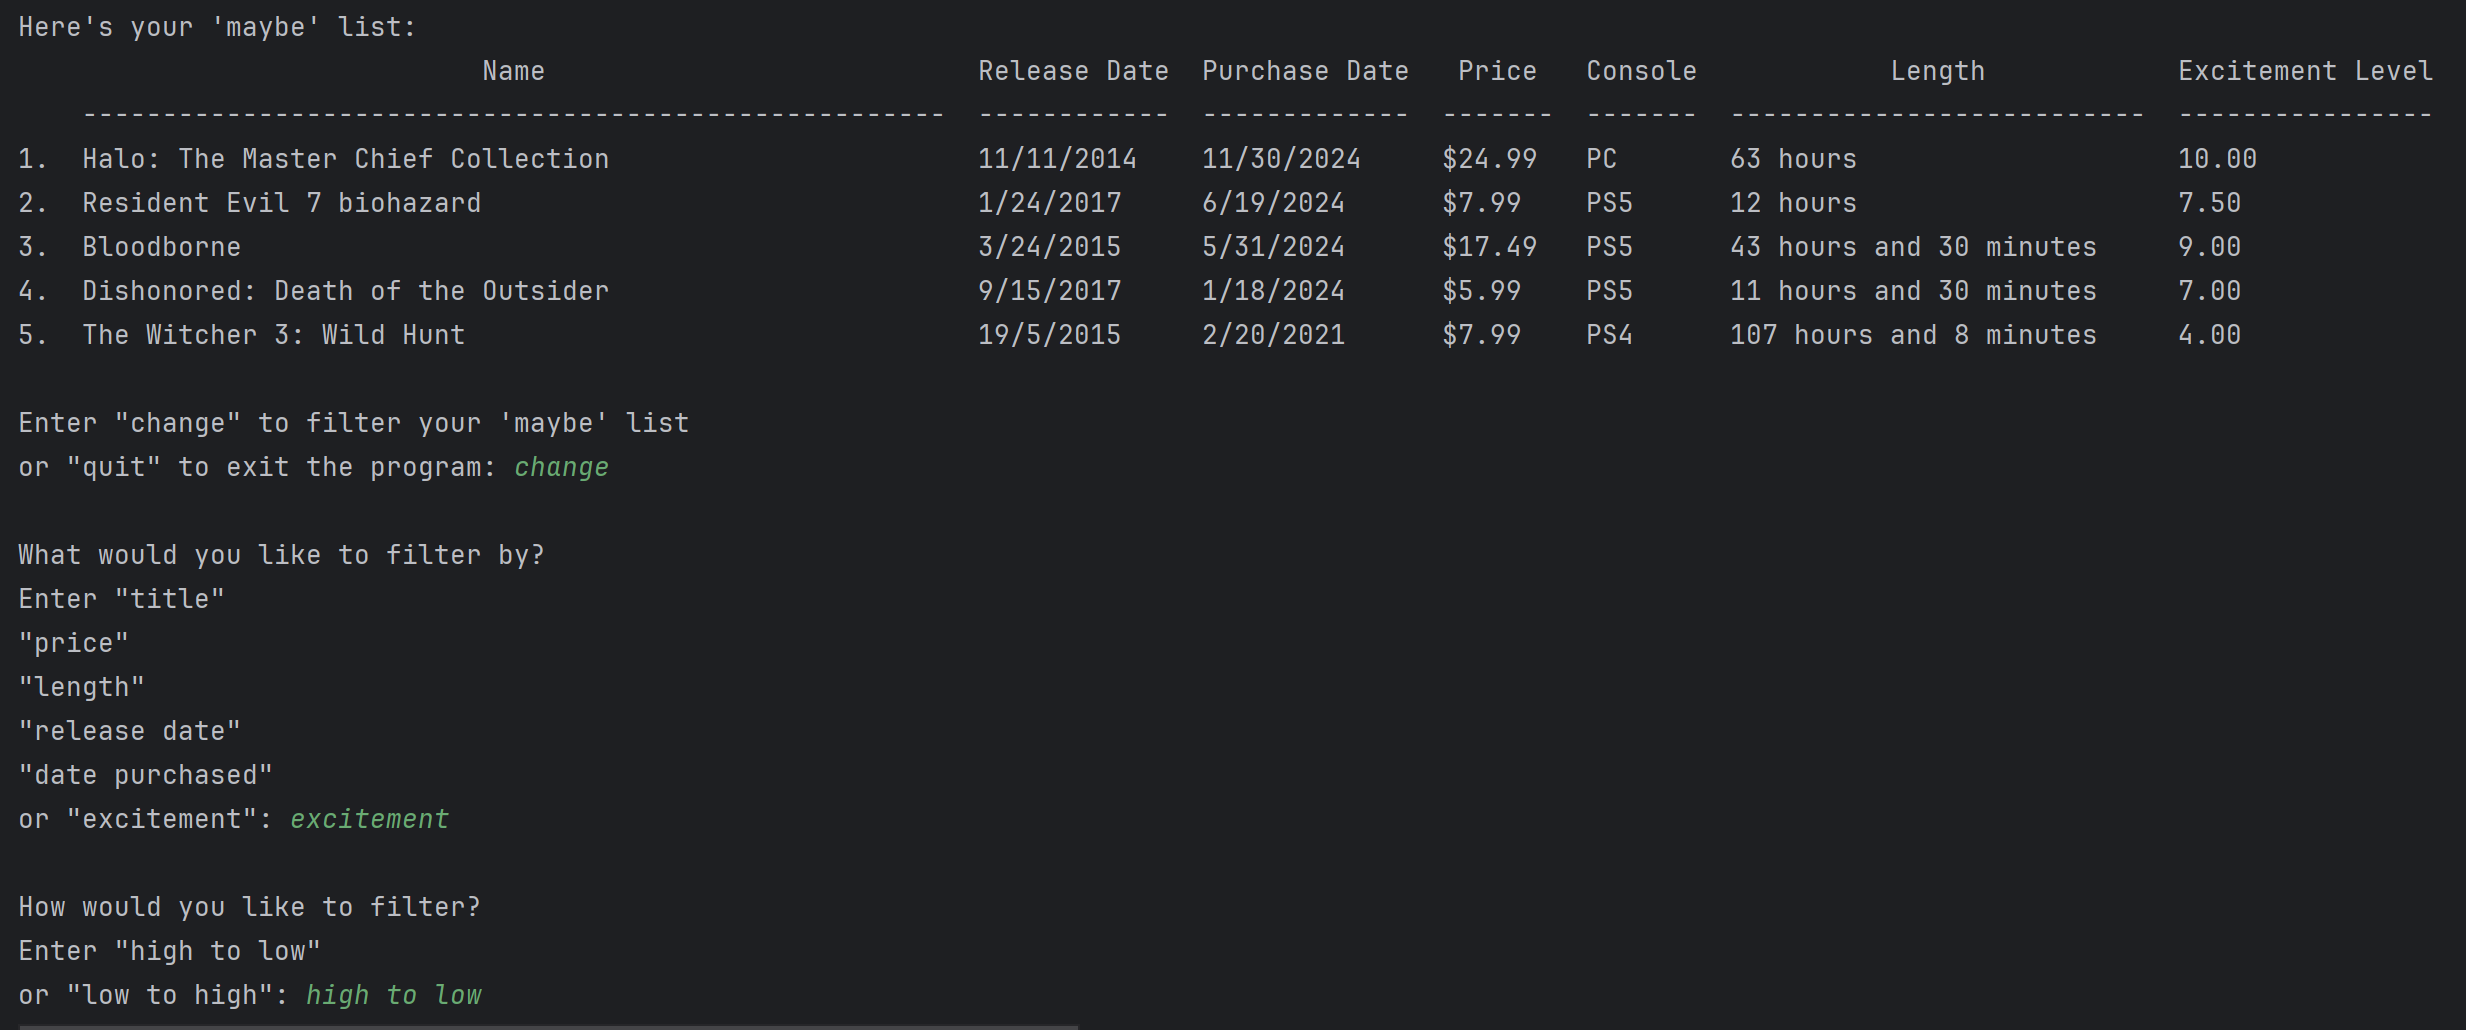 Here's your 'maybe' list:
Name Release Date Purchase Date Price Console Length Excitement Level
------------------------------------------------------ ------------ ------------- ------- ------- -------------------------- ----------------
1. Halo: The Master Chief Collection 11/11/2014 11/30/2024 $24.99 PC 63 hours 10.00
2. Resident Evil 7 biohazard 1/24/2017 6/19/2024 $7.99 PS5 12 hours 7.50
3. Bloodborne 3/24/2015 5/31/2024 $17.49 PS5 43 hours and 30 minutes 9.00
4. Dishonored: Death of the Outsider 9/15/2017 1/18/2024 $5.99 PS5 11 hours and 30 minutes 7.00
5. The Witcher 3: Wild Hunt 19/5/2015 2/20/2021 $7.99 PS4 107 hours and 8 minutes 4.00
Enter "change" to filter your 'maybe' list
or "quit" to exit the program: change
What would you like to filter by?
Enter "title"
"price"
"length"
"release date"
"date purchased"
or "excitement": excitement
How would you like to filter?
Enter "high to low"
or "low to high": high to low